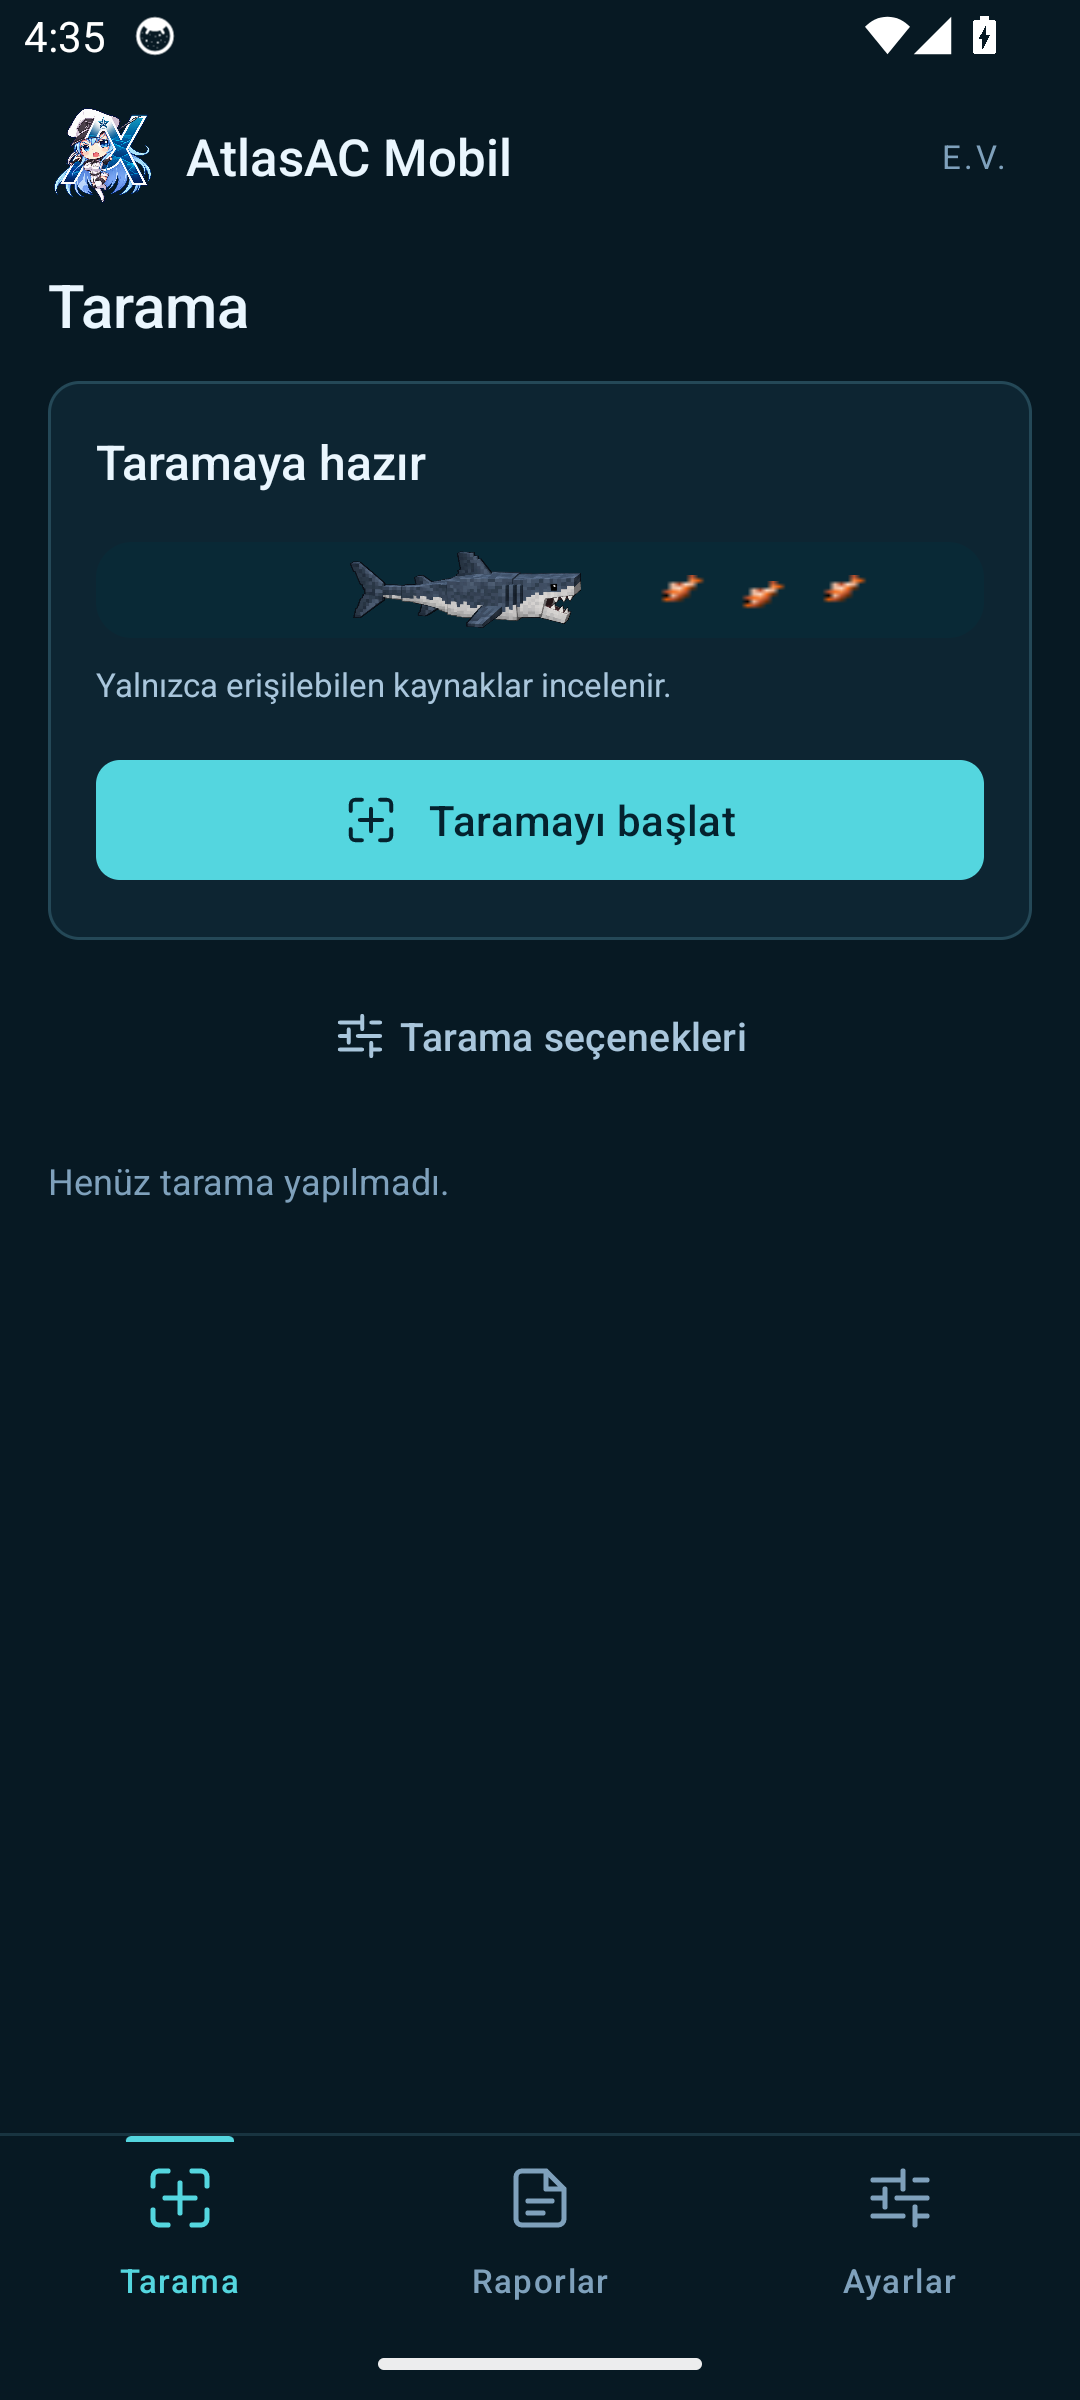 4:35
AtlasAC Mobil
E.V.
Tarama
Taramaya hazır
Yalnızca erişilebilen kaynaklar incelenir.
Taramayı başlat
Tarama seçenekleri
Henüz tarama yapılmadı.
Tarama
Raporlar
Ayarlar